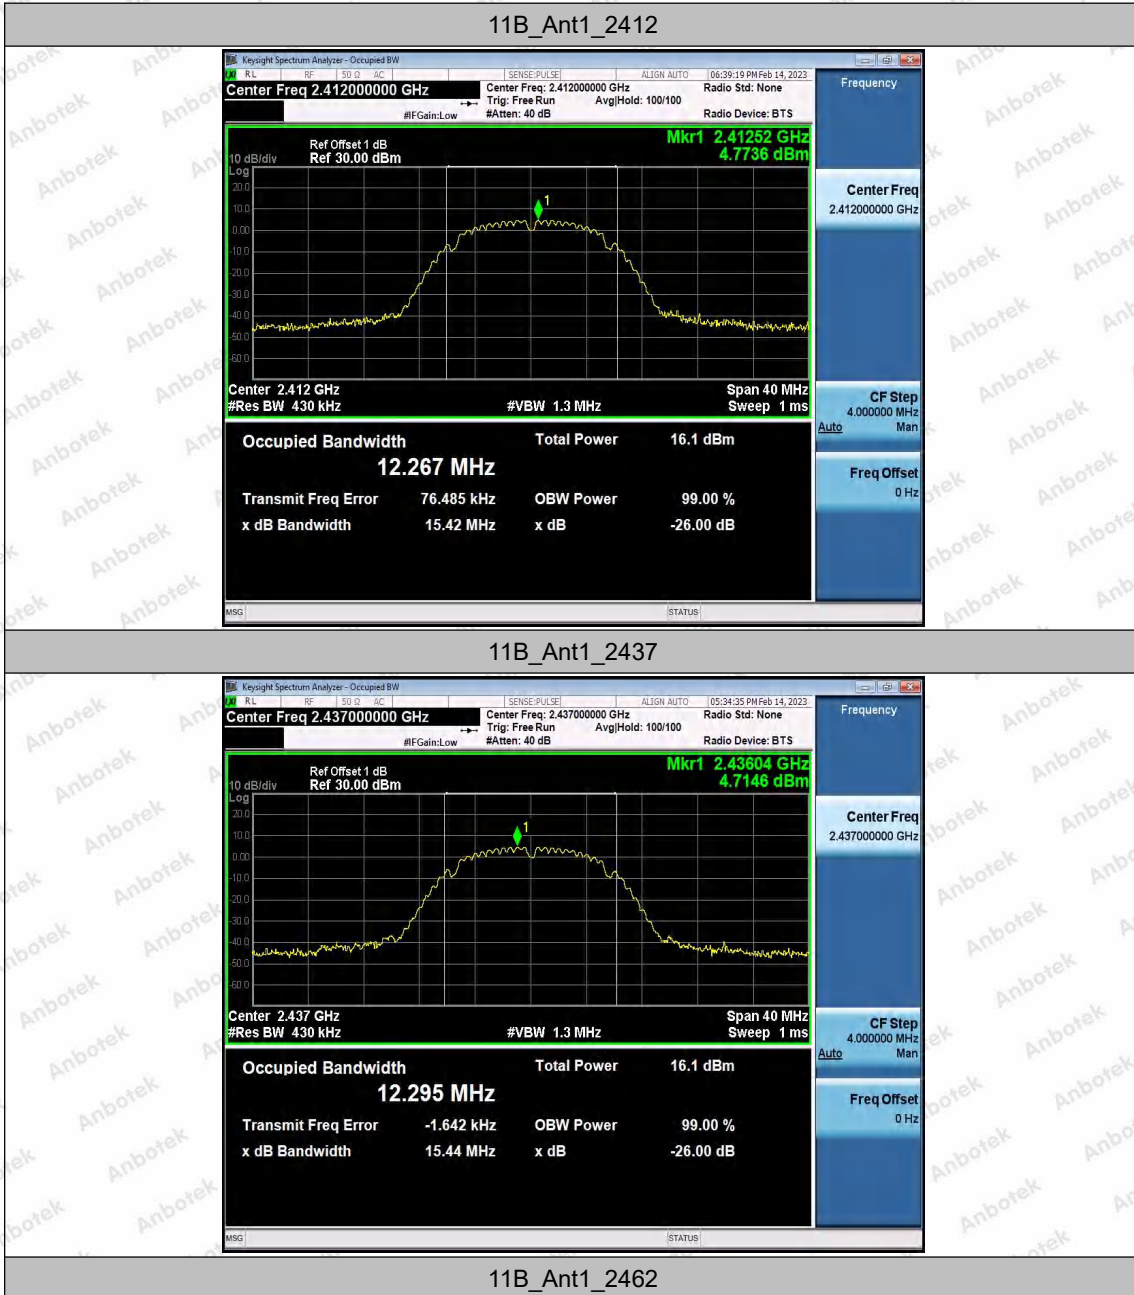 11B_Ant1_2412
Keysight Spectrum Analyzer - Occupied BW
RL RF 50 Ω AC SENSE:PULSE ALIGN AUTO 06:39:19 PM Feb 14, 2023
Center Freq 2.412000000 GHz
Center Freq: 2.412000000 GHz
Radio Std: None
Trig: Free Run Avg|Hold: 100/100
#IFGain:Low #Atten: 40 dB Radio Device: BTS
Frequency
Mkr1 2.41252 GHz
4.7736 dBm
Ref Offset 1 dB
10 dB/div Ref 30.00 dBm
Log
20.0
10.0
0.00
-10.0
-20.0
-30.0
-40.0
-50.0
-60.0
1
Center Freq
2.412000000 GHz
Center 2.412 GHz Span 40 MHz
#Res BW 430 kHz #VBW 1.3 MHz Sweep 1 ms
CF Step
4.000000 MHz
Auto Man
Occupied Bandwidth Total Power 16.1 dBm
12.267 MHz
Transmit Freq Error 76.485 kHz OBW Power 99.00 %
x dB Bandwidth 15.42 MHz x dB -26.00 dB
Freq Offset
0 Hz
MSG STATUS
11B_Ant1_2437
Keysight Spectrum Analyzer - Occupied BW
RL RF 50 Ω AC SENSE:PULSE ALIGN AUTO 05:34:35 PM Feb 14, 2023
Center Freq 2.437000000 GHz
Center Freq: 2.437000000 GHz
Radio Std: None
Trig: Free Run Avg|Hold: 100/100
#IFGain:Low #Atten: 40 dB Radio Device: BTS
Frequency
Mkr1 2.43604 GHz
4.7146 dBm
Ref Offset 1 dB
10 dB/div Ref 30.00 dBm
Log
20.0
10.0
0.00
-10.0
-20.0
-30.0
-40.0
-50.0
-60.0
1
Center Freq
2.437000000 GHz
Center 2.437 GHz Span 40 MHz
#Res BW 430 kHz #VBW 1.3 MHz Sweep 1 ms
CF Step
4.000000 MHz
Auto Man
Occupied Bandwidth Total Power 16.1 dBm
12.295 MHz
Transmit Freq Error -1.642 kHz OBW Power 99.00 %
x dB Bandwidth 15.44 MHz x dB -26.00 dB
Freq Offset
0 Hz
MSG STATUS
11B_Ant1_2462
Anbotek